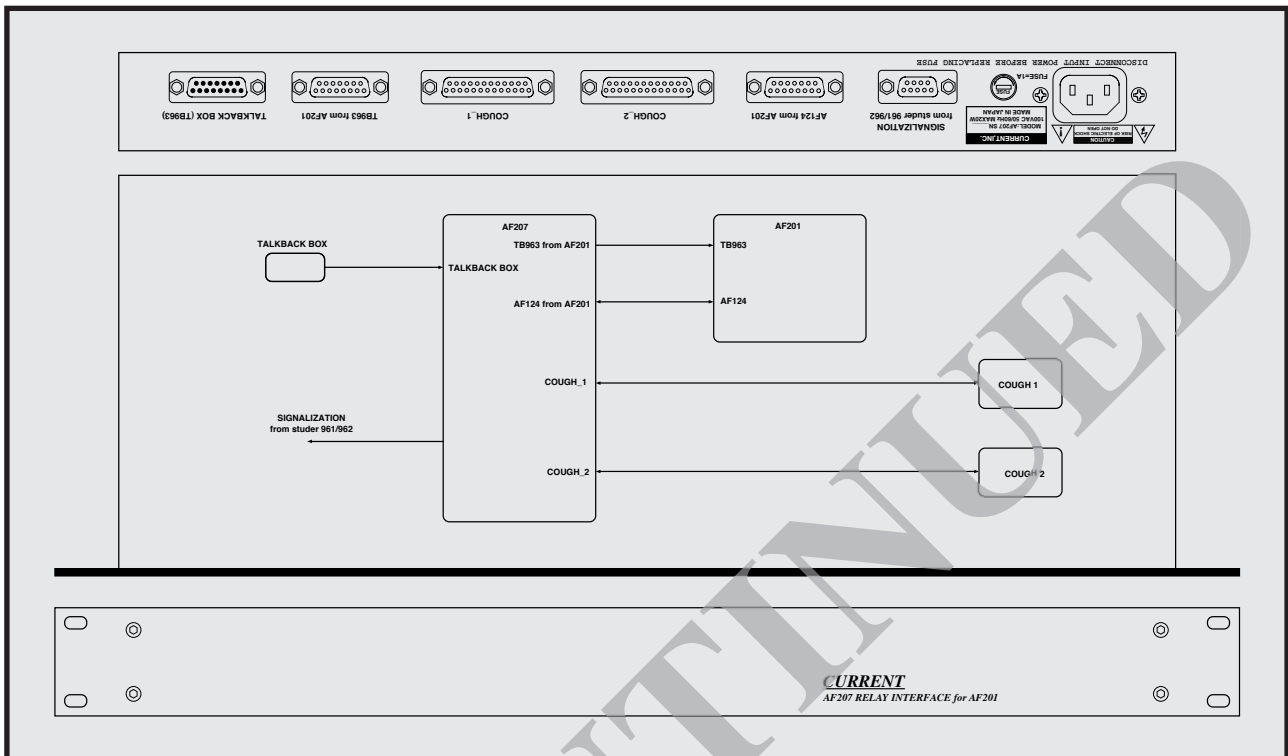 DISCONNECT INPUT POWER BEFORE REPLACING FUSE
TALKBACK BOX (TB963)
TB963 from AF201
COUGH_1
COUGH_2
AF124 from AF201
SIGNALIZATION
from studer 961/962
FUSE=1A
FUSE
CURRENT.INC.
MODEL-AF207 SN
100VAC 50/60Hz MAX20W
MADE IN JAPAN
CAUTION
RISK OF ELECTRIC SHOCK
DO NOT OPEN
AF207
AF201
TALKBACK BOX
TB963 from AF201
TB963
TALKBACK BOX
AF124 from AF201
AF124
COUGH_1
COUGH 1
SIGNALIZATION
from studer 961/962
COUGH_2
COUGH 2
CURRENT
AF207 RELAY INTERFACE for AF201
TINUED